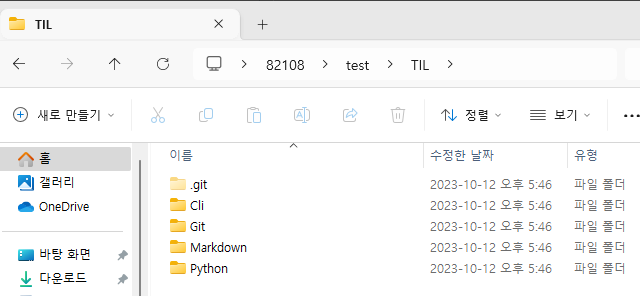 TIL
82108 > test > TIL >
새로 만들기 정렬 보기
이름 수정한 날짜 유형
홈
갤러리
OneDrive
바탕 화면
다운로드
.git 2023-10-12 오후 5:46 파일 폴더
Cli 2023-10-12 오후 5:46 파일 폴더
Git 2023-10-12 오후 5:46 파일 폴더
Markdown 2023-10-12 오후 5:46 파일 폴더
Python 2023-10-12 오후 5:46 파일 폴더